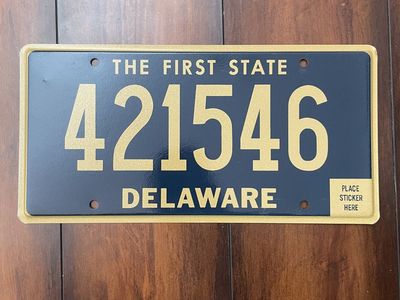 THE FIRST STATE
421546
DELAWARE
PLACE
STICKER
HERE